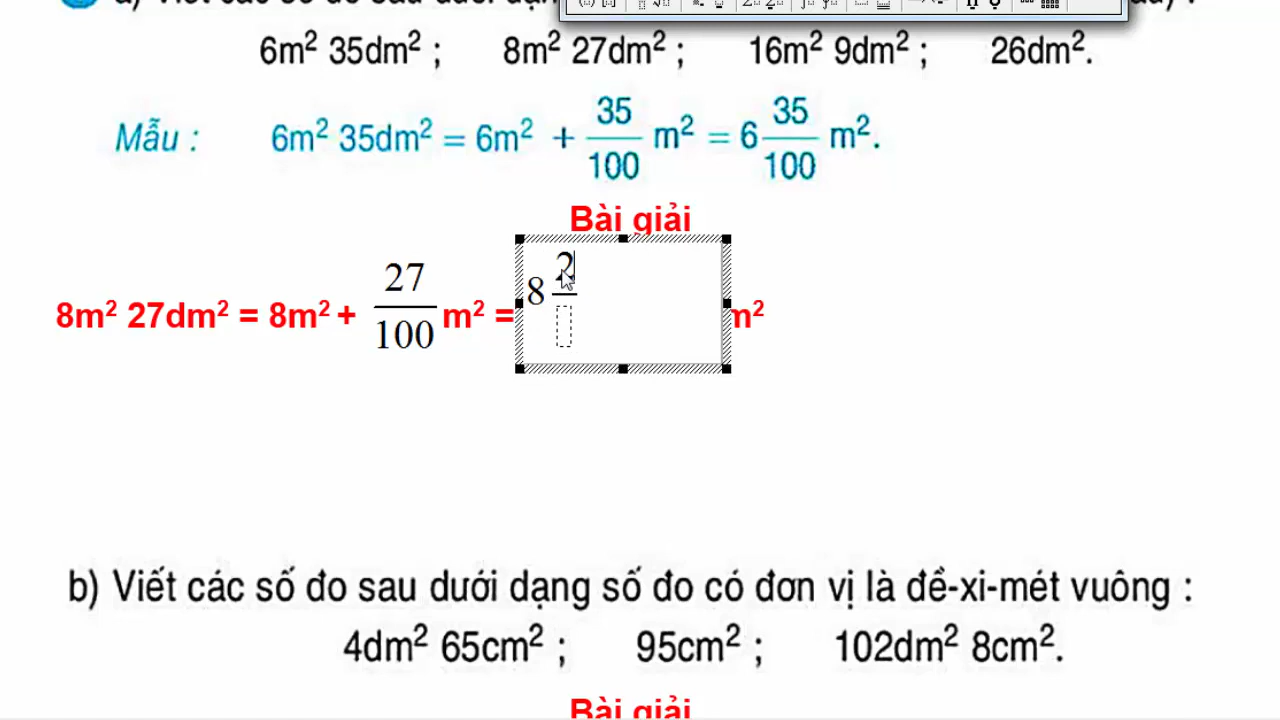 6m² 35dm² ; 8m² 27dm² ; 16m² 9dm² ; 26dm².
Mẫu : 6m² 35dm² = 6m² + 35/100 m² = 6 35/100 m².
Bài giải
8m² 27dm² = 8m² + 27/100 m² = 8 2 m²
b) Viết các số đo sau dưới dạng số đo có đơn vị là đề-xi-mét vuông :
4dm² 65cm² ; 95cm² ; 102dm² 8cm².
Bài giải